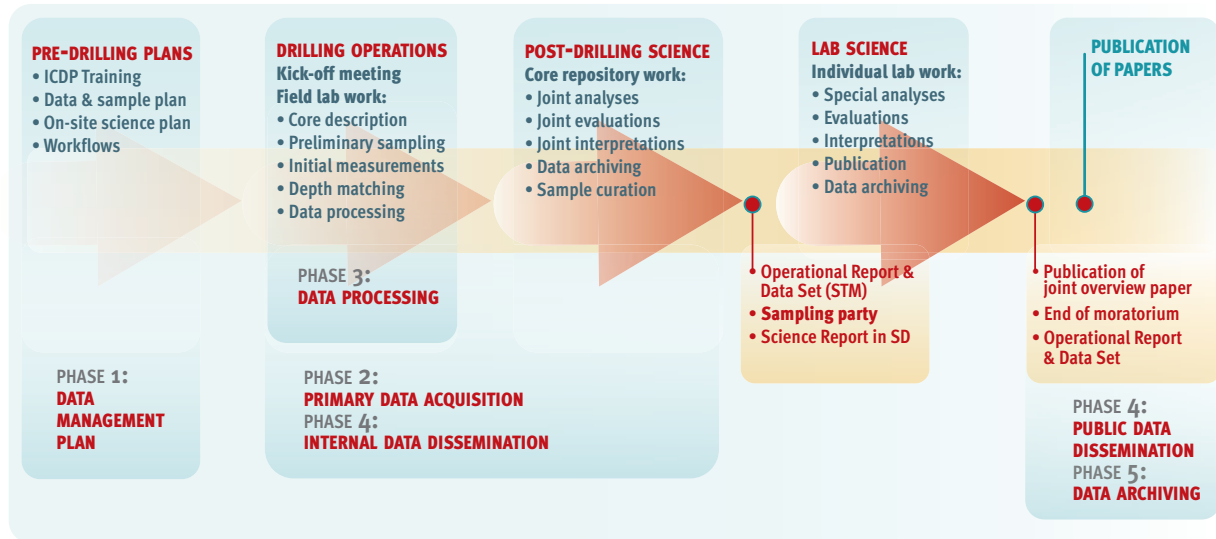 PRE-DRILLING PLANS
• ICDP Training
• Data & sample plan
• On-site science plan
• Workflows
DRILLING OPERATIONS
Kick-off meeting
Field lab work:
• Core description
• Preliminary sampling
• Initial measurements
• Depth matching
• Data processing
POST-DRILLING SCIENCE
Core repository work:
• Joint analyses
• Joint evaluations
• Joint interpretations
• Data archiving
• Sample curation
LAB SCIENCE
Individual lab work:
• Special analyses
• Evaluations
• Interpretations
• Publication
• Data archiving
PUBLICATION
OF PAPERS
PHASE 3:
DATA PROCESSING
• Operational Report &
Data Set (STM)
• Sampling party
• Science Report in SD
• Publication of
joint overview paper
• End of moratorium
• Operational Report
& Data Set
PHASE 1:
DATA
MANAGEMENT
PLAN
PHASE 2:
PRIMARY DATA ACQUISITION
PHASE 4:
INTERNAL DATA DISSEMINATION
PHASE 4:
PUBLIC DATA
DISSEMINATION
PHASE 5:
DATA ARCHIVING